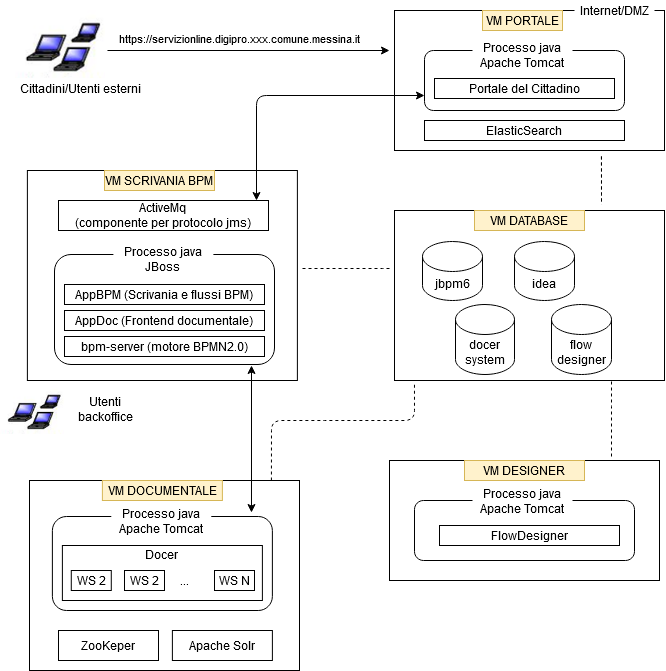 VM PORTALE
Internet/DMZ
https://servizionline.digipro.xxx.comune.messina.it
Cittadini/Utenti esterni
Processo java
Apache Tomcat
Portale del Cittadino
ElasticSearch
VM SCRIVANIA BPM
ActiveMq
(componente per protocolo jms)
Processo java
JBoss
AppBPM (Scrivania e flussi BPM)
AppDoc (Frontend documentale)
bpm-server (motore BPMN2.0)
VM DATABASE
jbpm6
idea
docer
system
flow
designer
Utenti
backoffice
VM DOCUMENTALE
Processo java
Apache Tomcat
Docer
WS 2
WS 2
...
WS N
ZooKeper
Apache Solr
VM DESIGNER
Processo java
Apache Tomcat
FlowDesigner